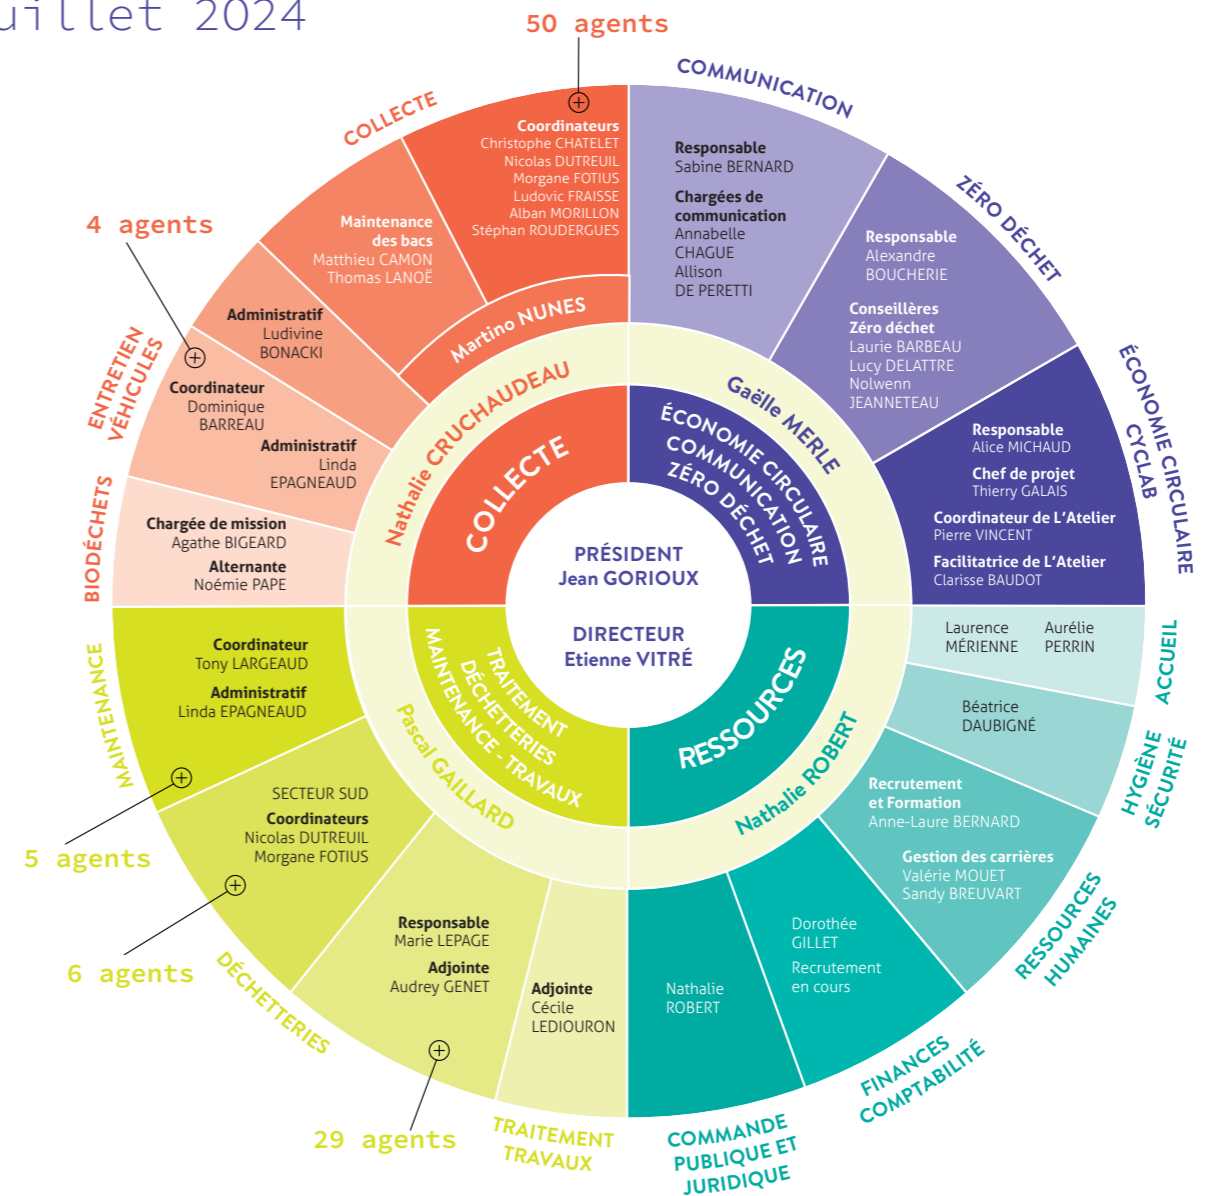 uillet 2024
50 agents
COMMUNICATION
COLLECTE
Coordinateurs
Christophe CHATELET
Nicolas DUTREUIL
Morgane FOTIUS
Ludovic FRAISSE
Alban MORILLON
Stéphan ROUDERGUES
Responsable
Sabine BERNARD
Chargées de
communication
Annabelle
CHAGUE
Allison
DE PERETTI
ZÉRO DÉCHET
Responsable
Alexandre
BOUCHERIE
Conseillères
Zéro déchet
Laurie BARBEAU
Lucy DELATTRE
Nolwenn
JEANNETEAU
4 agents
Maintenance
des bacs
Matthieu CAMON
Thomas LANOË
Martino NUNES
Administratif
Ludivine
BONACKI
ENTRETIEN
VÉHICULES
Coordinateur
Dominique
BARREAU
Administratif
Linda
EPAGNEAUD
Nathalie CRUCHAUDEAU
COLLECTE
Gaëlle MERLE
ÉCONOMIE CIRCULAIRE
COMMUNICATION
ZÉRO DÉCHET
ÉCONOMIE CIRCULAIRE
CYCLAB
Responsable
Alice MICHAUD
Chef de projet
Thierry GALAIS
Coordinateur de L'Atelier
Pierre VINCENT
Facilitatrice de L'Atelier
Clarisse BAUDOT
BIODÉCHETS
Chargée de mission
Agathe BIGEARD
Alternante
Noémie PAPE
PRÉSIDENT
Jean GORIOUX
DIRECTEUR
Etienne VITRÉ
MAINTENANCE
Coordinateur
Tony LARGEAUD
Administratif
Linda EPAGNEAUD
TRAITEMENT
DÉCHETTERIES
MAINTENANCE - TRAVAUX
Pascal GAILLARD
RESSOURCES
Nathalie ROBERT
Laurence
MÉRIENNE
Aurélie
PERRIN
ACCUEIL
Béatrice
DAUBIGNÉ
HYGIÈNE
SÉCURITÉ
Recrutement
et Formation
Anne-Laure BERNARD
Gestion des carrières
Valérie MOUET
Sandy BREUVART
RESSOURCES
HUMAINES
5 agents
SECTEUR SUD
Coordinateurs
Nicolas DUTREUIL
Morgane FOTIUS
6 agents
DÉCHETTERIES
Responsable
Marie LEPAGE
Adjointe
Audrey GENET
29 agents
Adjointe
Cécile
LEDIOURON
TRAITEMENT
TRAVAUX
Nathalie
ROBERT
COMMANDE
PUBLIQUE ET
JURIDIQUE
Dorothée
GILLET
Recrutement
en cours
FINANCES
COMPTABILITÉ